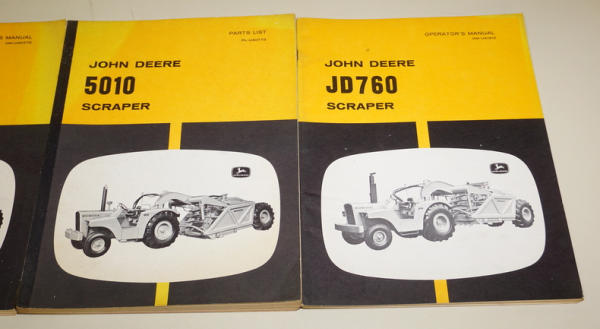 S MANUAL
PARTS LIST
JOHN DEERE
5010
SCRAPER
OPERATOR'S MANUAL
JOHN DEERE
JD760
SCRAPER